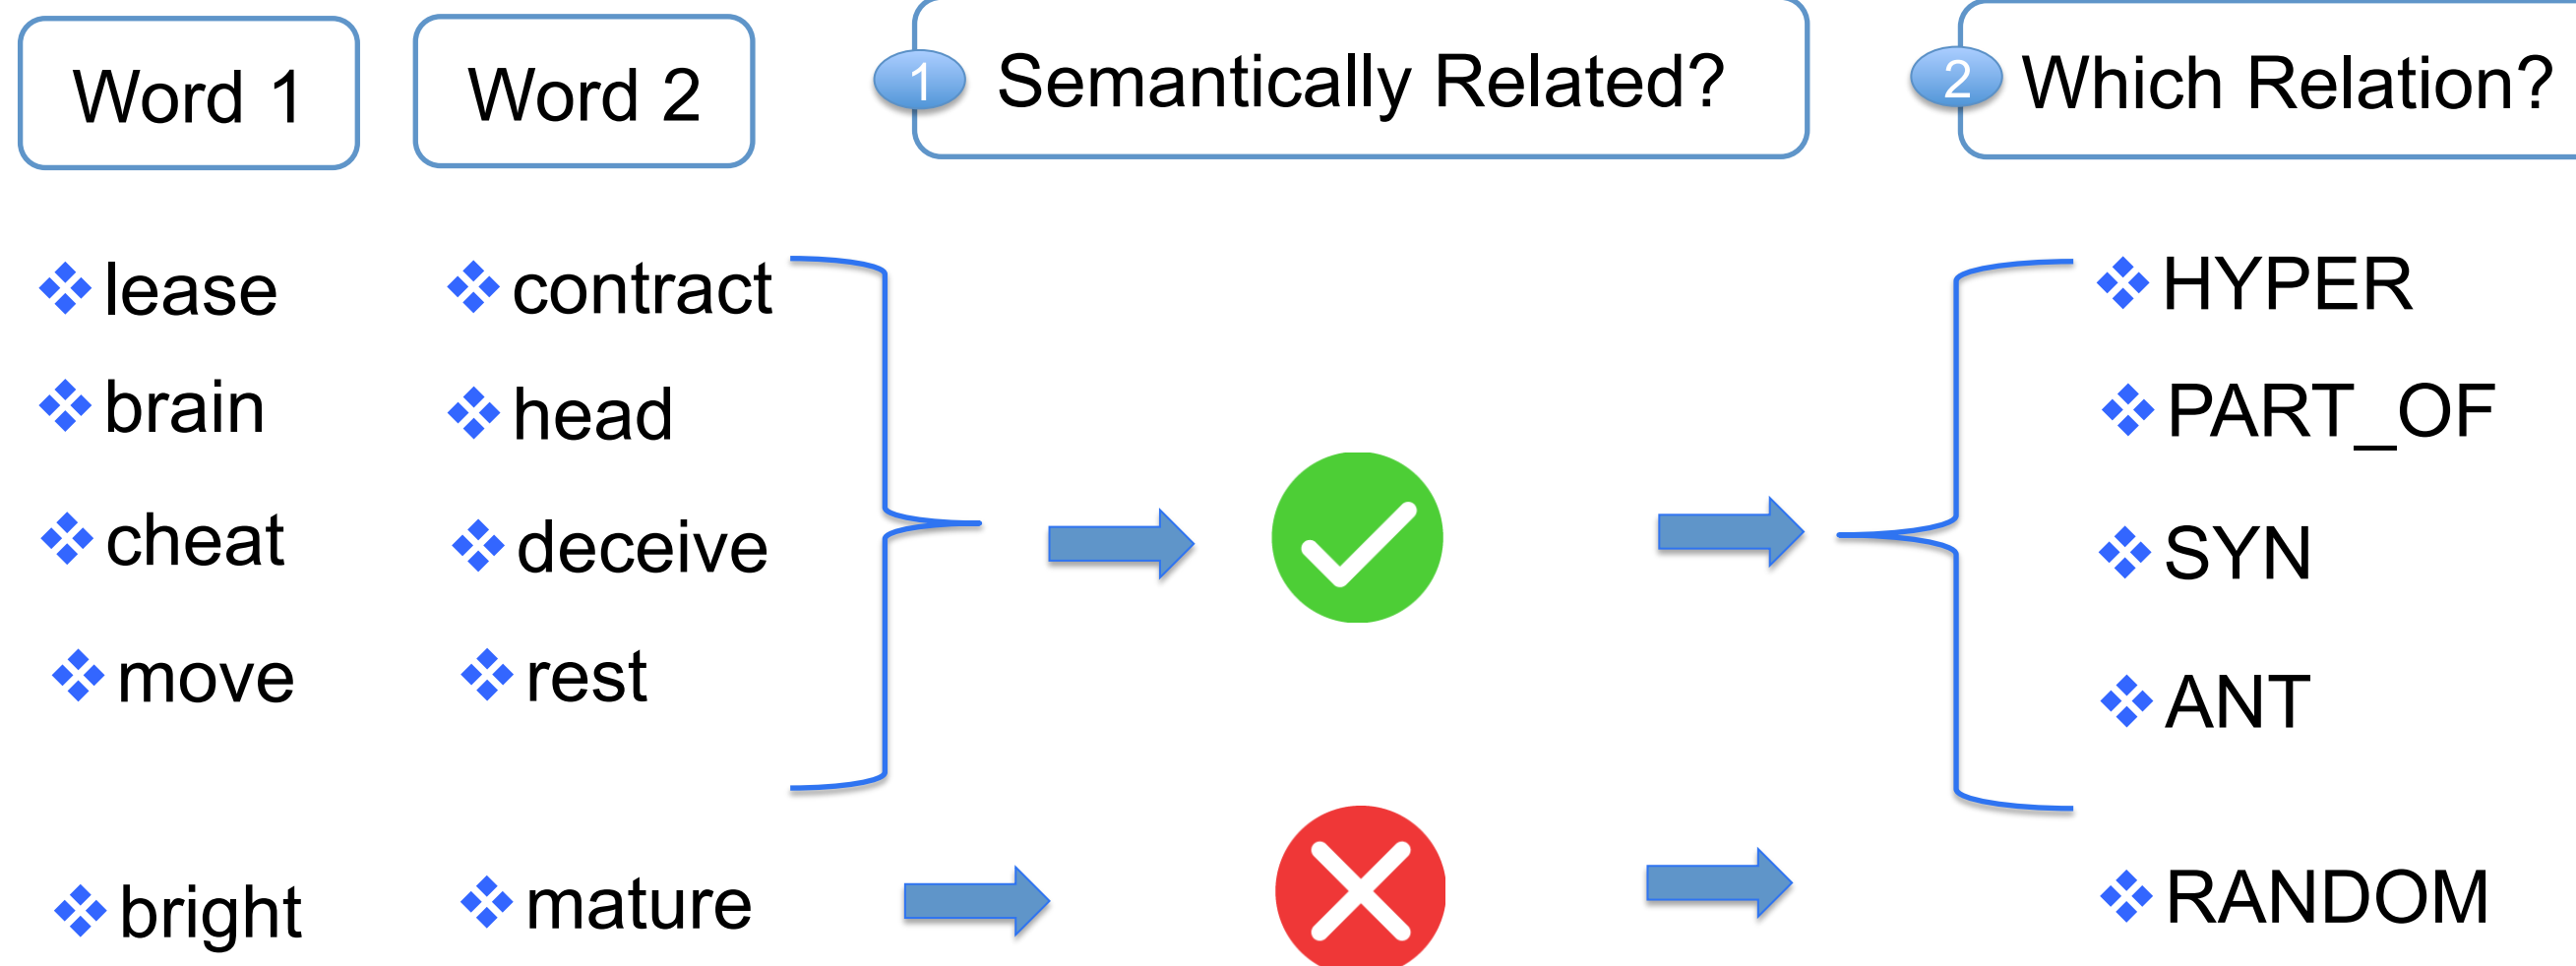 Word 1 Word 2 1 Semantically Related? 2 Which Relation?
lease contract HYPER
brain head PART_OF
cheat deceive SYN
move rest ANT
bright mature RANDOM